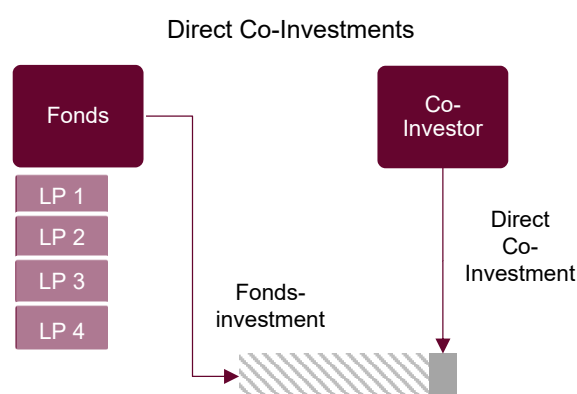 Direct Co-Investments
Fonds
Co-
Investor
LP 1
LP 2
LP 3
LP 4
Direct
Co-
Investment
Fonds-
investment